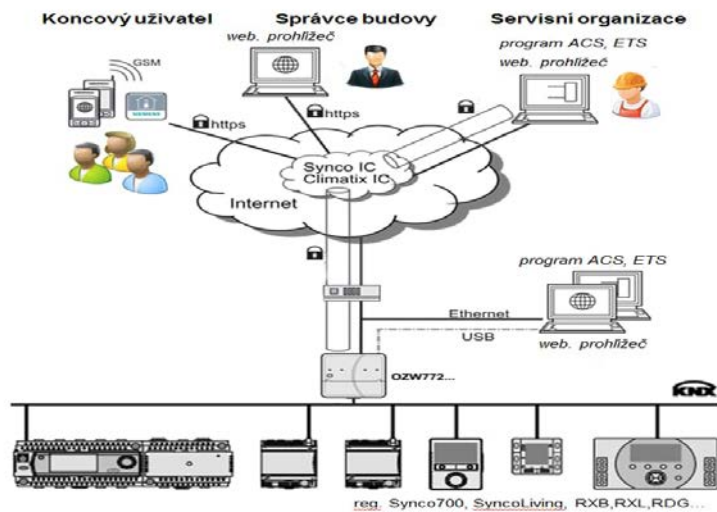 Koncový uživatel
Správce budovy
Servisní organizace
web. prohlížeč
program ACS, ETS
web. prohlížeč
GSM
SIEMENS
https
https
Synco IC
Climatix IC
Internet
program ACS, ETS
Ethernet
USB
web. prohlížeč
OZW772...
KNX
reg. Synco700, SyncoLiving, RXB,RXL,RDG...